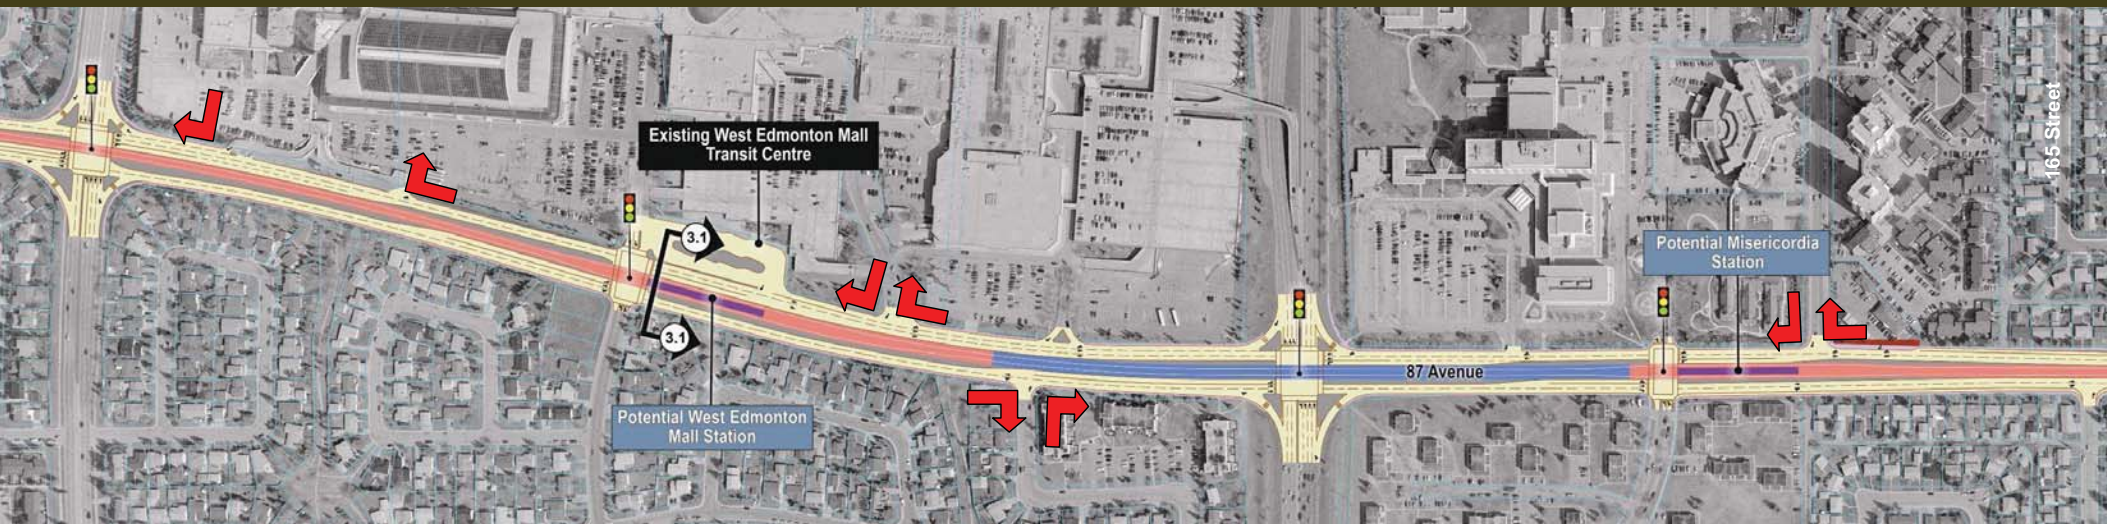 Existing West Edmonton Mall
Transit Centre
3.1
3.1
Potential West Edmonton
Mall Station
87 Avenue
Potential Misericordia
Station
165 Street